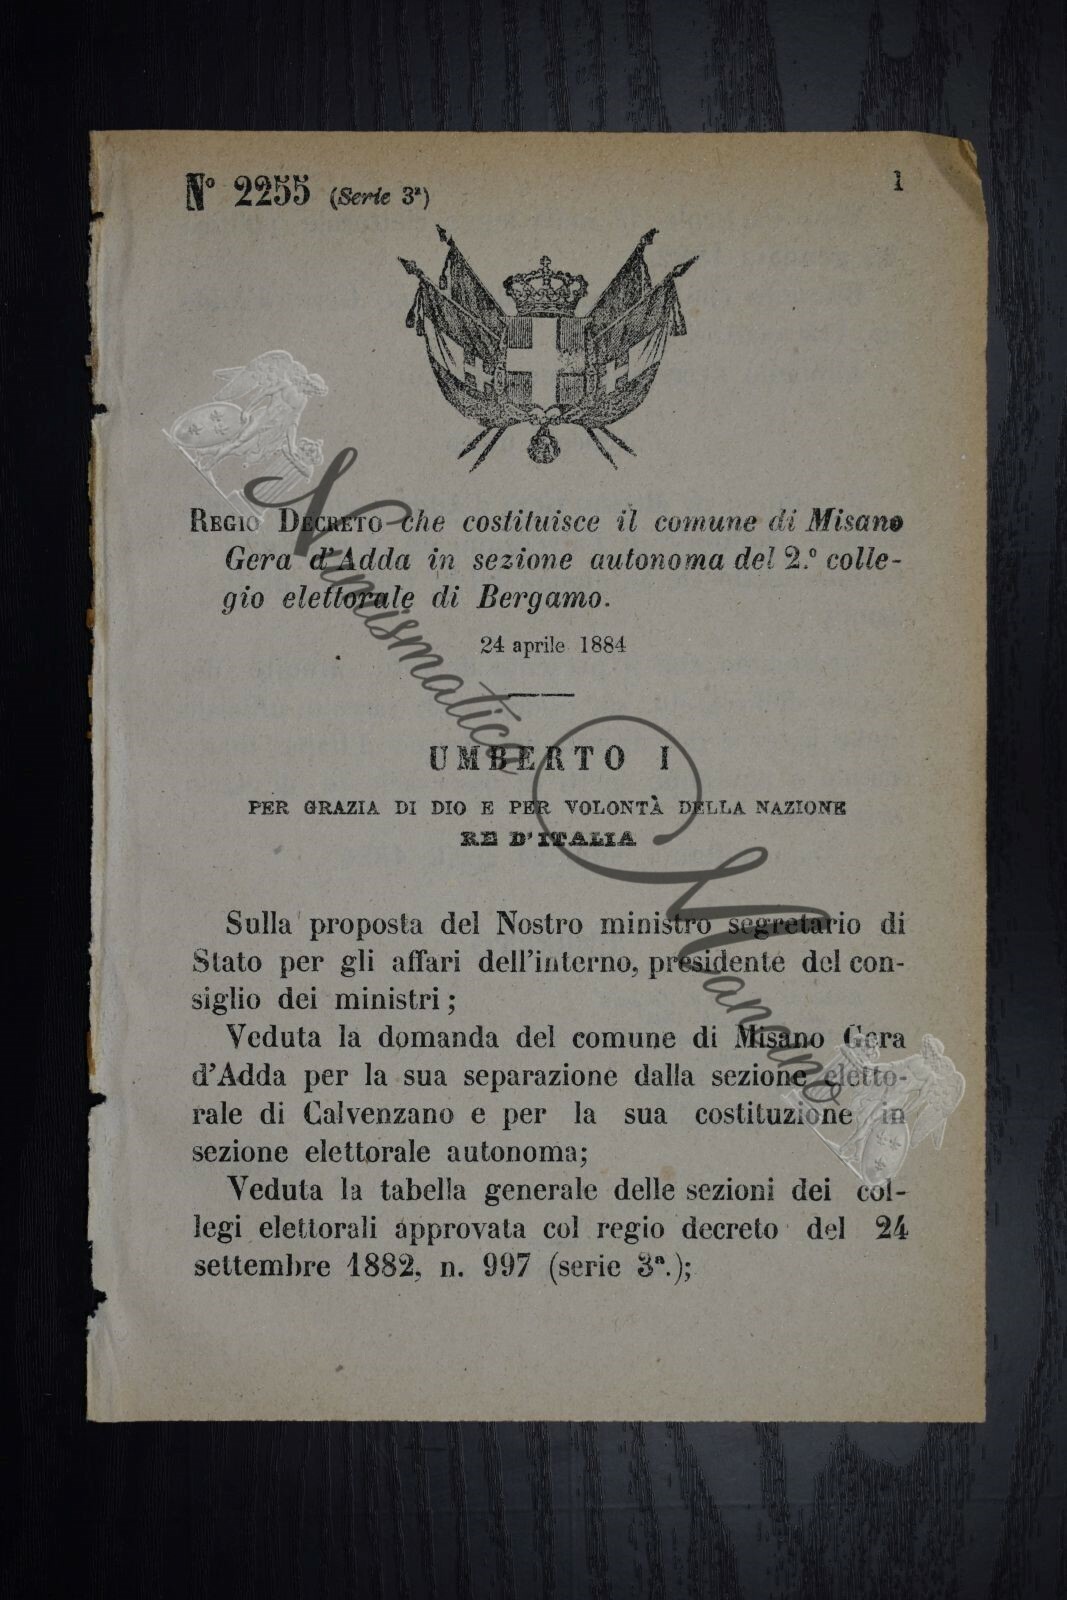 N° 2255 (Serie 3ª)
1
REGIO DECRETO che costituisce il comune di Misano
Gera d'Adda in sezione autonoma del 2.° colle-
gio elettorale di Bergamo.
24 aprile 1884
UMBERTO I
PER GRAZIA DI DIO E PER VOLONTÀ DELLA NAZIONE
RE D'ITALIA
Sulla proposta del Nostro ministro segretario di
Stato per gli affari dell'interno, presidente del con-
siglio dei ministri;
Veduta la domanda del comune di Misano Gera
d'Adda per la sua separazione dalla sezione eletto-
rale di Calvenzano e per la sua costituzione in
sezione elettorale autonoma;
Veduta la tabella generale delle sezioni dei col-
legi elettorali approvata col regio decreto del 24
settembre 1882, n. 997 (serie 3ª.);
Numismatica C Manano